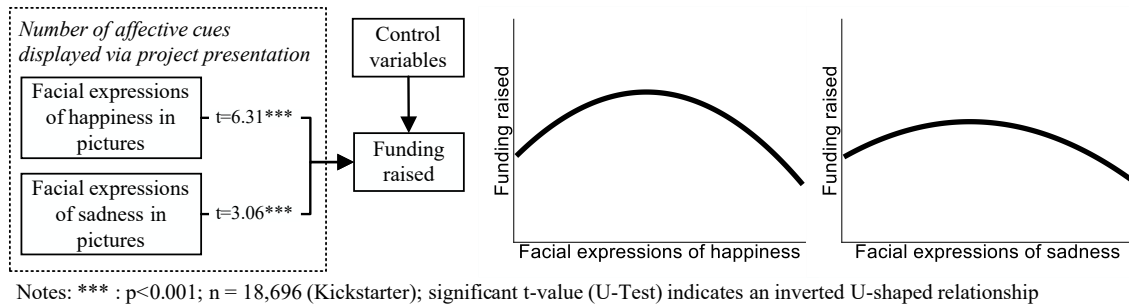 Number of affective cues
displayed via project presentation
Facial expressions
of happiness in
pictures
t=6.31***
Facial expressions
of sadness in
pictures
t=3.06***
Control
variables
Funding
raised
Funding raised
Facial expressions of happiness
Funding raised
Facial expressions of sadness
Notes: *** : p<0.001; n = 18,696 (Kickstarter); significant t-value (U-Test) indicates an inverted U-shaped relationship